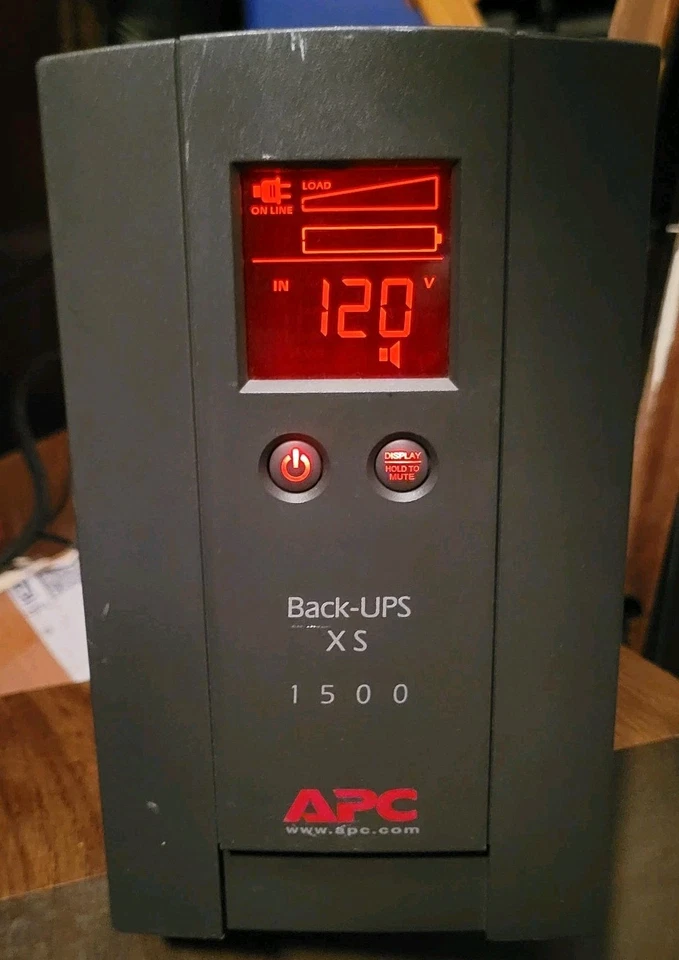 LOAD
ON LINE
IN 120 V
DISPLAY
HOLD TO
MUTE
Back-UPS
XS
1500
APC
www.apc.com